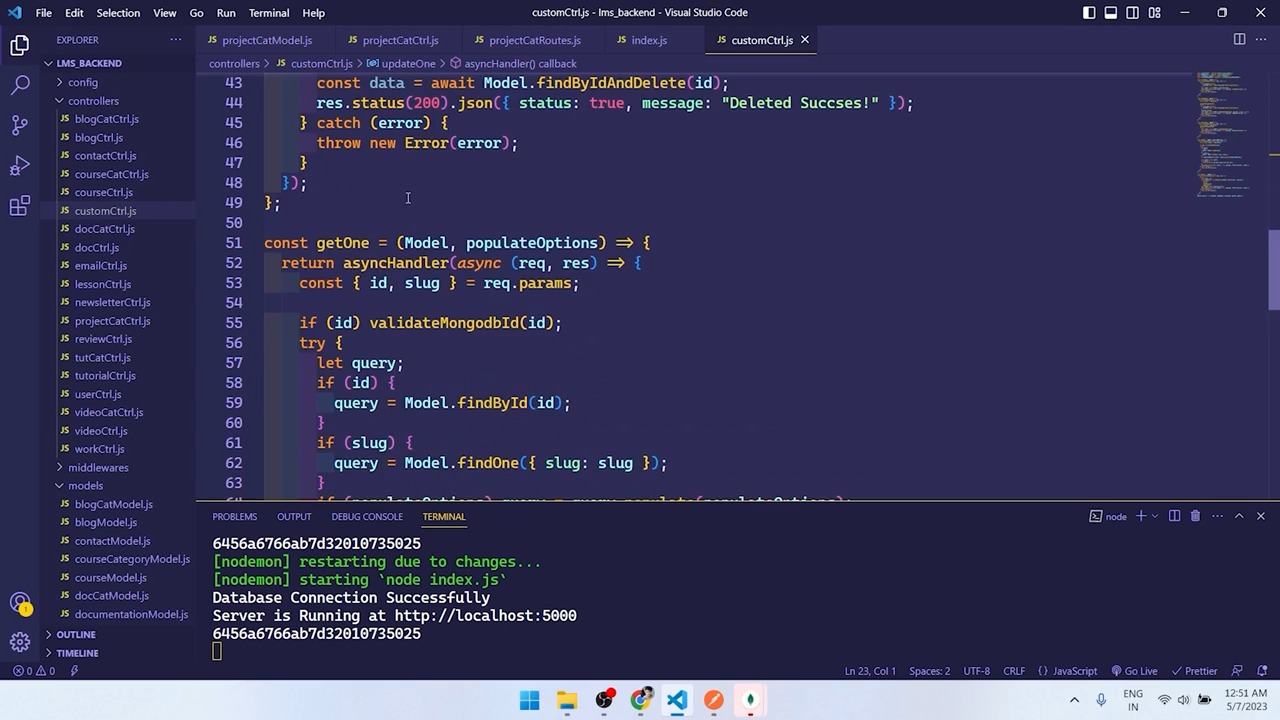 File Edit Selection View Go Run Terminal Help
customCtrl.js - lms_backend - Visual Studio Code
EXPLORER
projectCatModel.js projectCatCtrl.js projectCatRoutes.js index.js customCtrl.js
LMS_BACKEND
controllers > customCtrl.js > updateOne > asyncHandler() callback
config
controllers
blogCatCtrl.js
blogCtrl.js
contactCtrl.js
courseCatCtrl.js
courseCtrl.js
customCtrl.js
docCatCtrl.js
docCtrl.js
emailCtrl.js
lessonCtrl.js
newsletterCtrl.js
projectCatCtrl.js
reviewCtrl.js
tutCatCtrl.js
tutorialCtrl.js
userCtrl.js
videoCatCtrl.js
videoCtrl.js
workCtrl.js
middlewares
models
blogCatModel.js
blogModel.js
contactModel.js
courseCategoryModel.js
courseModel.js
docCatModel.js
documentationModel.js
OUTLINE
TIMELINE
43 const data = await Model.findByIdAndDelete(id);
44 res.status(200).json({ status: true, message: "Deleted Succses!" });
45 } catch (error) {
46 throw new Error(error);
47 }
48 });
49 };
50
51 const getOne = (Model, populateOptions) => {
52 return asyncHandler(async (req, res) => {
53 const { id, slug } = req.params;
54
55 if (id) validateMongodbId(id);
56 try {
57 let query;
58 if (id) {
59 query = Model.findById(id);
60 }
61 if (slug) {
62 query = Model.findOne({ slug: slug });
63 }
64 if (populateOptions) query = query.populate(populateOptions);
PROBLEMS OUTPUT DEBUG CONSOLE TERMINAL
node
6456a6766ab7d32010735025
[nodemon] restarting due to changes...
[nodemon] starting `node index.js`
Database Connection Successfully
Server is Running at http://localhost:5000
6456a6766ab7d32010735025
0 0 Ln 23, Col 1 Spaces: 2 UTF-8 CRLF {} JavaScript Go Live Prettier
ENG
IN
12:51 AM
5/7/2023